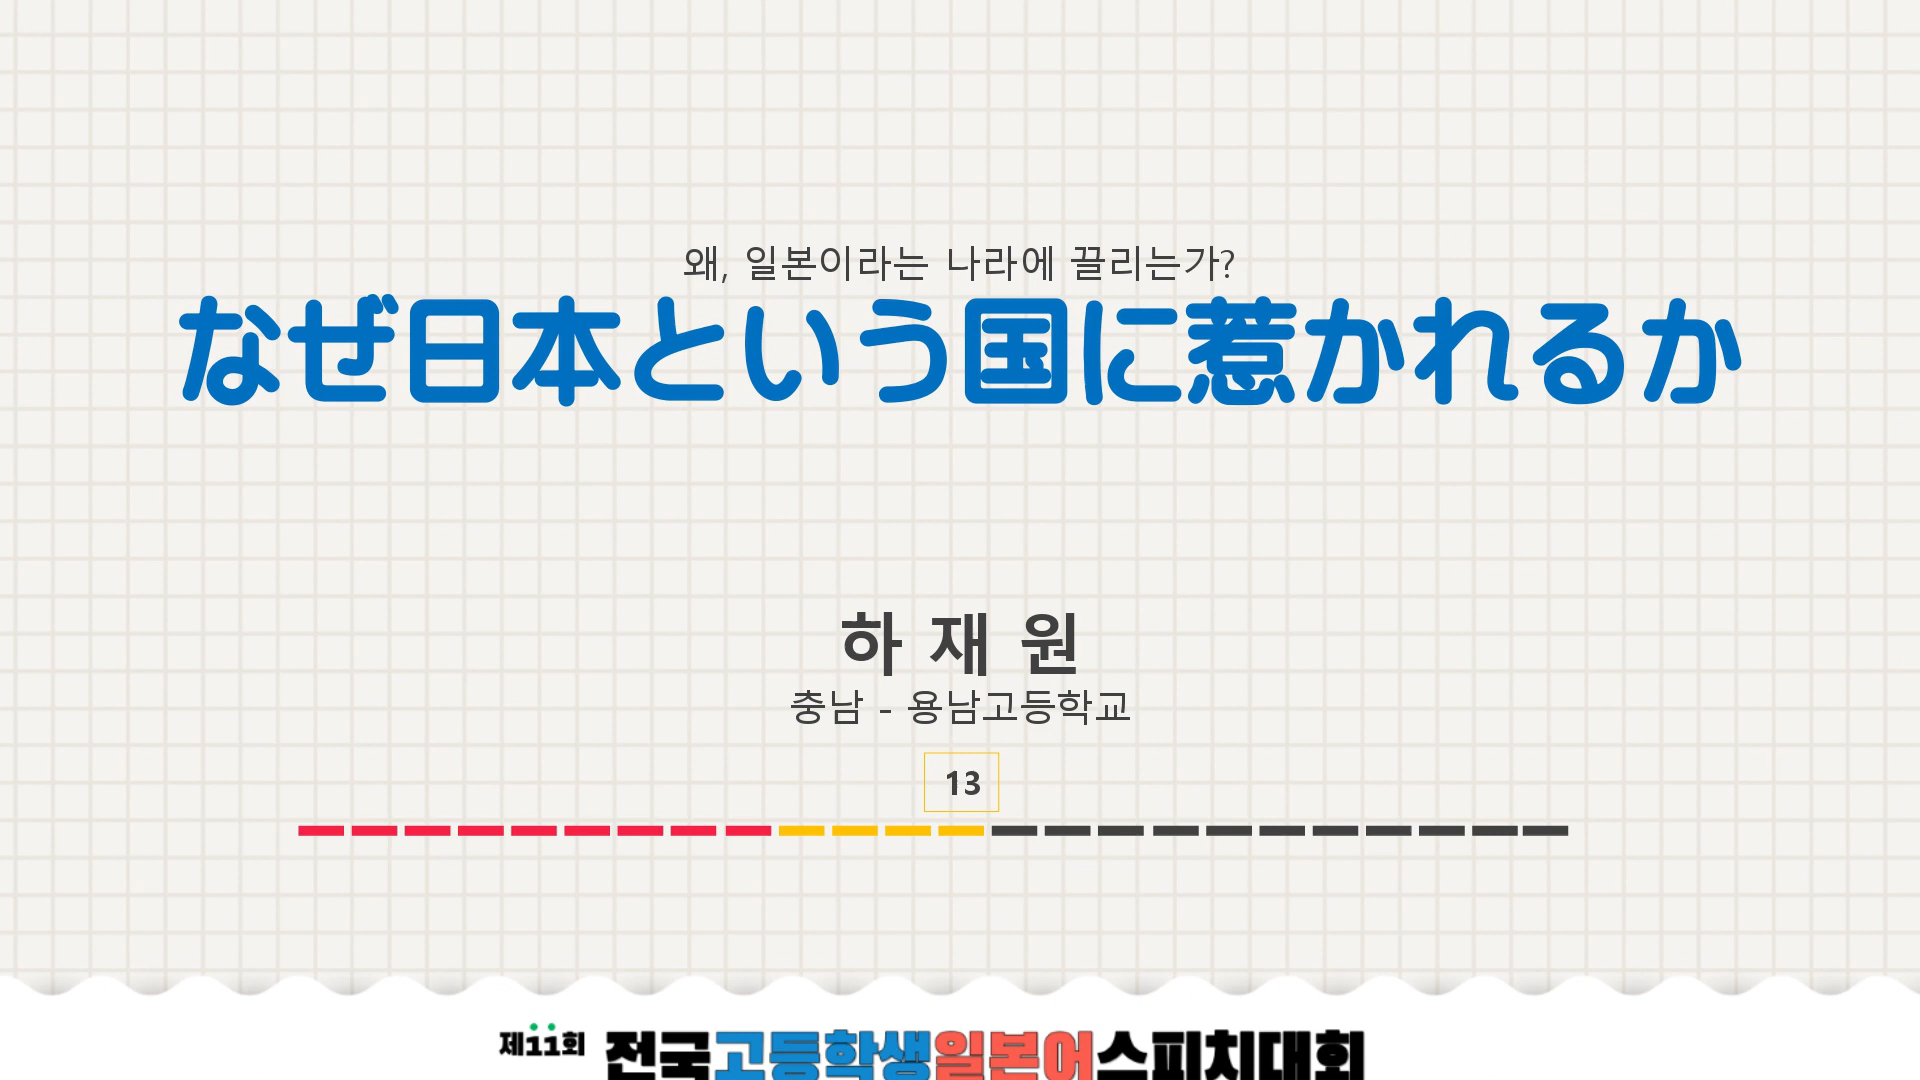 왜, 일본이라는 나라에 끌리는가?
なぜ日本という国に惹かれるか
하 재 원
충남 - 용남고등학교
13
제11회 전국고등학생일본어스피치대회